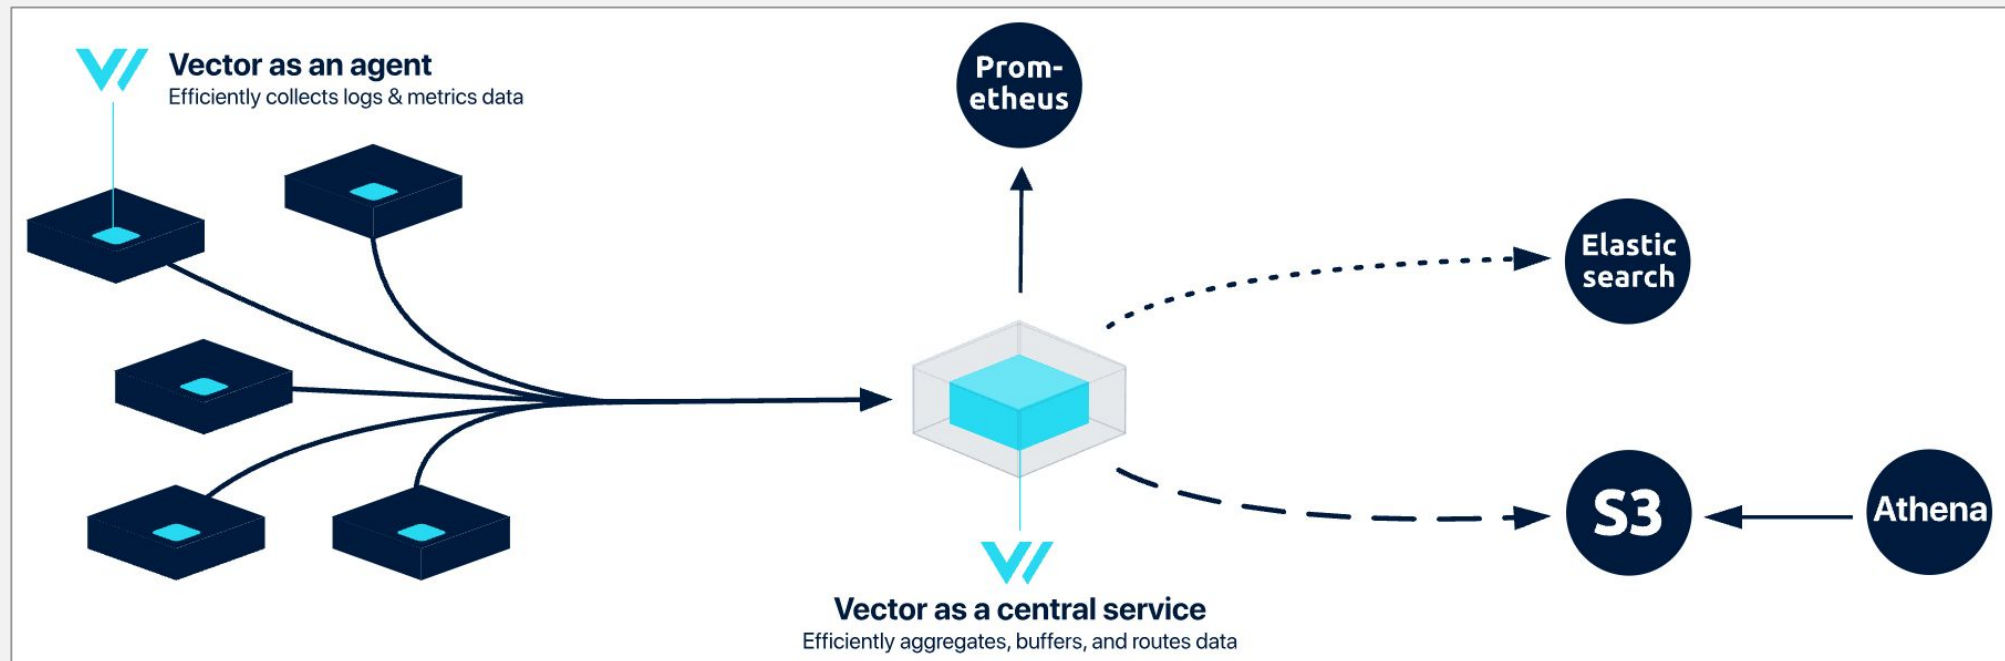 Vector as an agent
Efficiently collects logs & metrics data
Prom-
etheus
Elastic
search
S3
Athena
Vector as a central service
Efficiently aggregates, buffers, and routes data